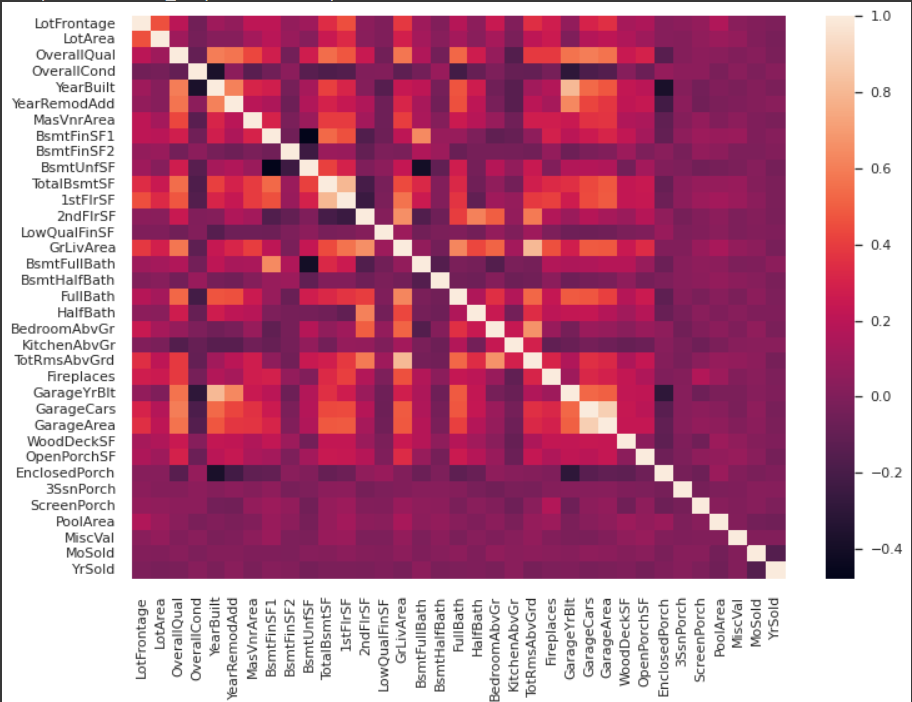 LotFrontage
LotArea
OverallQual
OverallCond
YearBuilt
YearRemodAdd
MasVnrArea
BsmtFinSF1
BsmtFinSF2
BsmtUnfSF
TotalBsmtSF
1stFlrSF
2ndFlrSF
LowQualFinSF
GrLivArea
BsmtFullBath
BsmtHalfBath
FullBath
HalfBath
BedroomAbvGr
KitchenAbvGr
TotRmsAbvGrd
Fireplaces
GarageYrBlt
GarageCars
GarageArea
WoodDeckSF
OpenPorchSF
EnclosedPorch
3SsnPorch
ScreenPorch
PoolArea
MiscVal
MoSold
YrSold
LotFrontage
LotArea
OverallQual
OverallCond
YearBuilt
YearRemodAdd
MasVnrArea
BsmtFinSF1
BsmtFinSF2
BsmtUnfSF
TotalBsmtSF
1stFlrSF
2ndFlrSF
LowQualFinSF
GrLivArea
BsmtFullBath
BsmtHalfBath
FullBath
HalfBath
BedroomAbvGr
KitchenAbvGr
TotRmsAbvGrd
Fireplaces
GarageYrBlt
GarageCars
GarageArea
WoodDeckSF
OpenPorchSF
EnclosedPorch
3SsnPorch
ScreenPorch
PoolArea
MiscVal
MoSold
YrSold
1.0
0.8
0.6
0.4
0.2
0.0
−0.2
−0.4